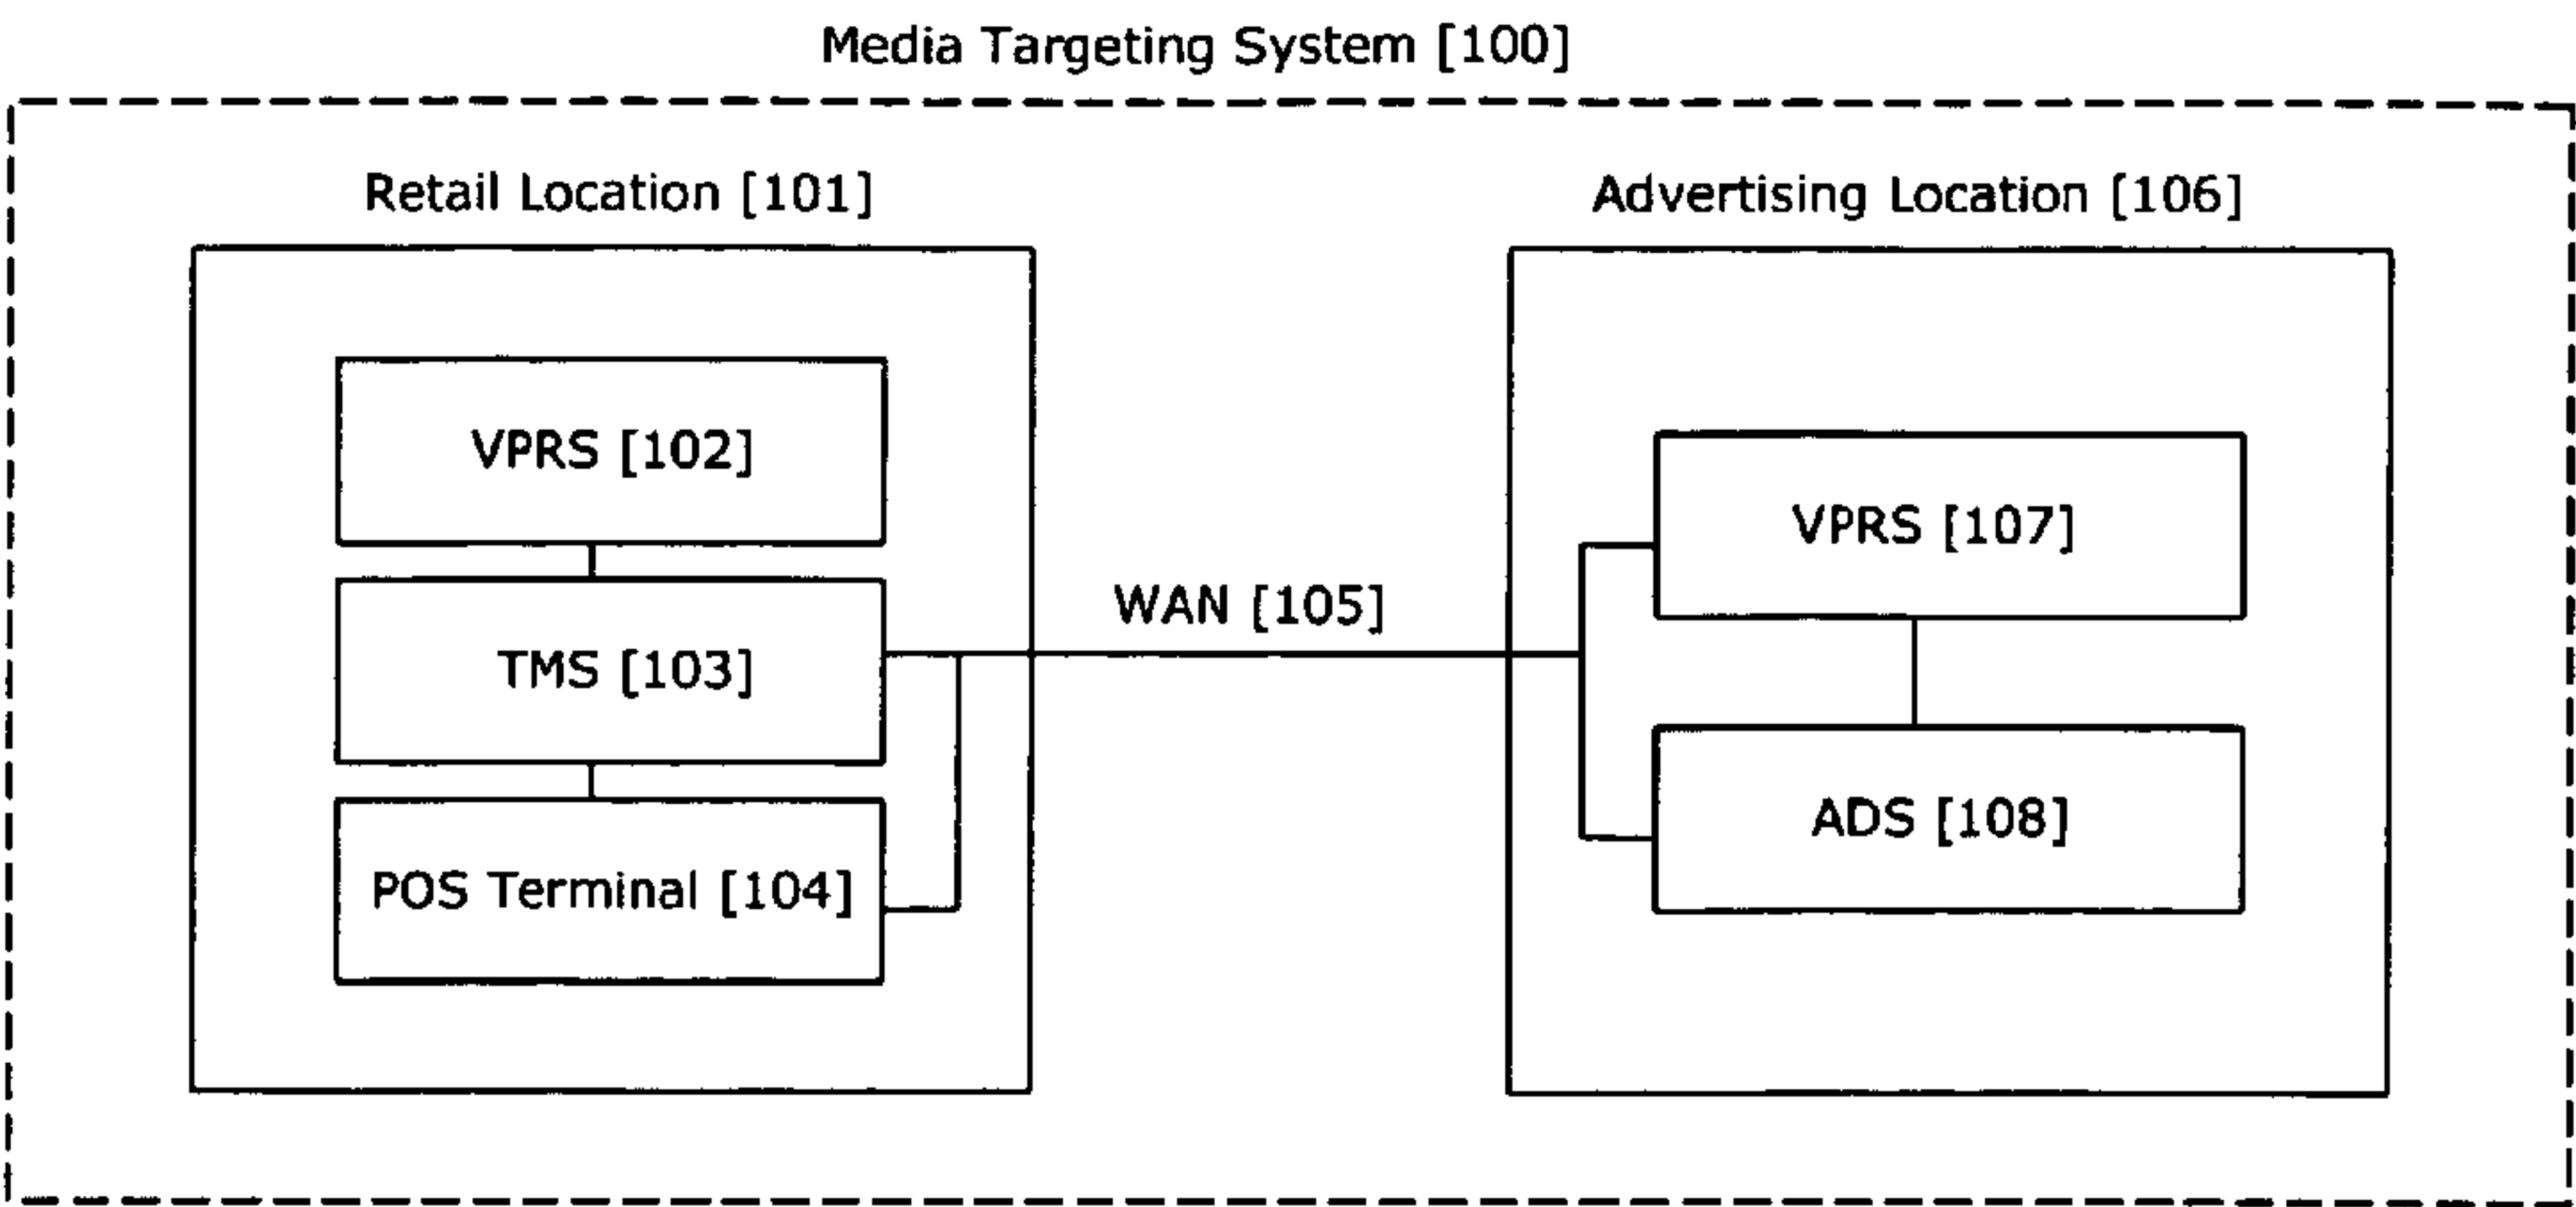 Media Targeting System [100]
Retail Location [101]
VPRS [102]
TMS [103]
POS Terminal [104]
WAN [105]
Advertising Location [106]
VPRS [107]
ADS [108]